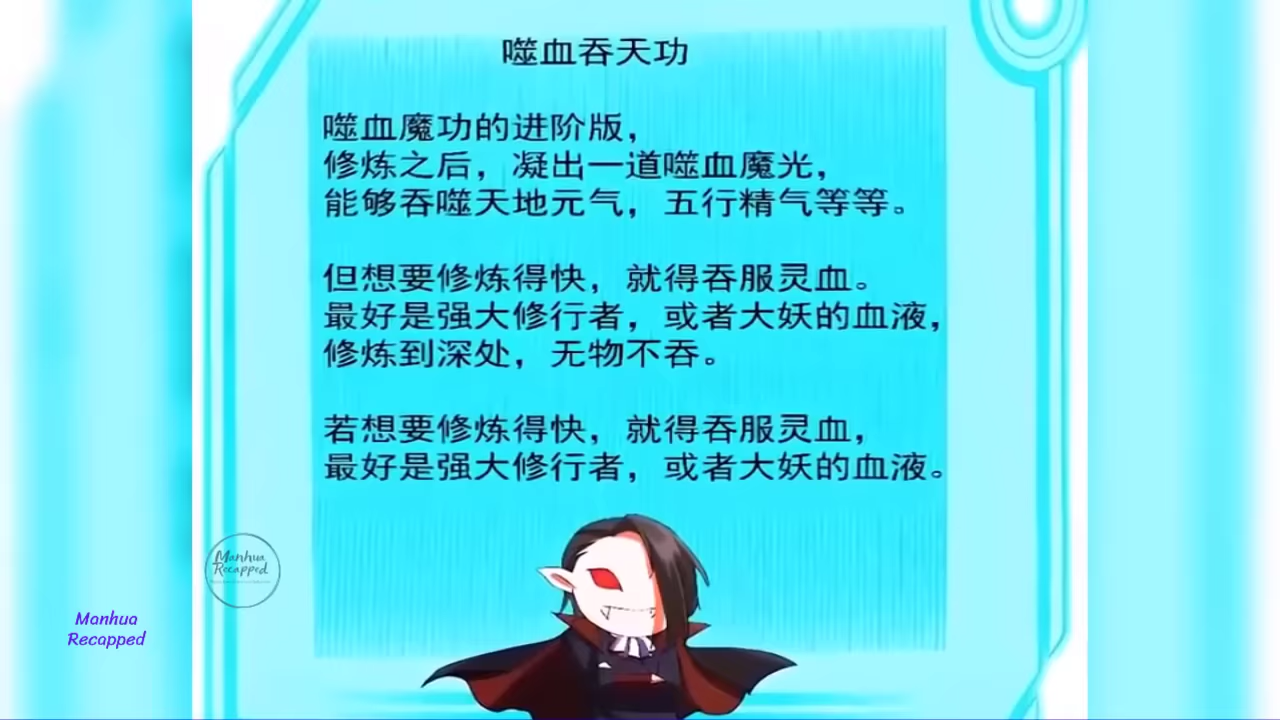 噬血吞天功
噬血魔功的进阶版，
修炼之后，凝出一道噬血魔光，
能够吞噬天地元气，五行精气等等。
但想要修炼得快，就得吞服灵血。
最好是强大修行者，或者大妖的血液，
修炼到深处，无物不吞。
若想要修炼得快，就得吞服灵血，
最好是强大修行者，或者大妖的血液。
Manhua
Recapped
Manhua
Recapped